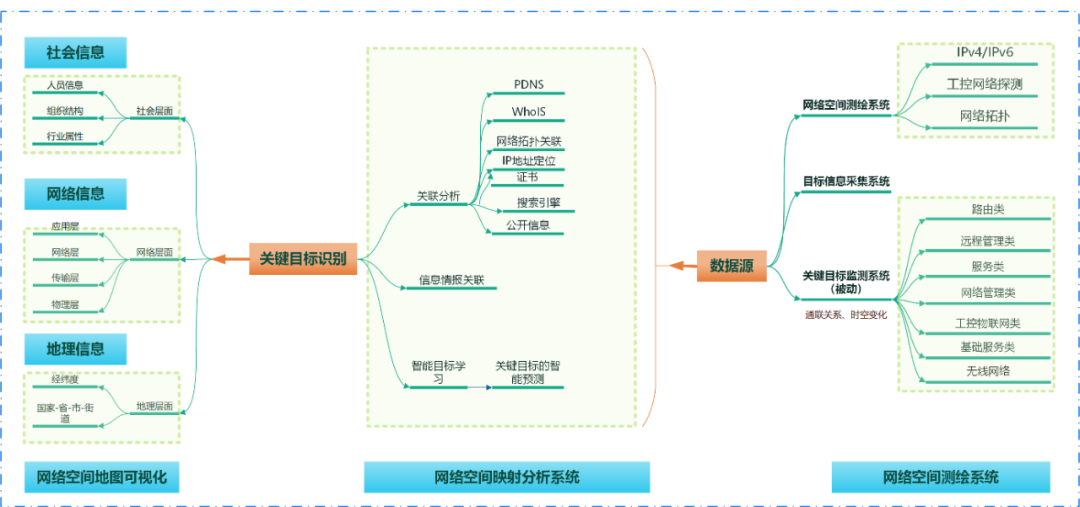 社会信息
人员信息
组织结构
行业属性
社会层面
网络信息
应用层
网络层
传输层
物理层
网络层面
地理信息
经纬度
国家-省-市-街
道
地理层面
网络空间地图可视化
关键目标识别
关联分析
PDNS
WhoIS
网络拓扑关联
IP地址定位
证书
搜索引擎
公开信息
信息情报关联
智能目标学
习
关键目标的智
能预测
网络空间映射分析系统
数据源
网络空间测绘系统
IPv4/IPv6
工控网络探测
网络拓扑
目标信息采集系统
关键目标监测系统
(被动)
通联关系、时空变化
路由类
远程管理类
服务类
网络管理类
工控物联网类
基础服务类
无线网络
网络空间测绘系统